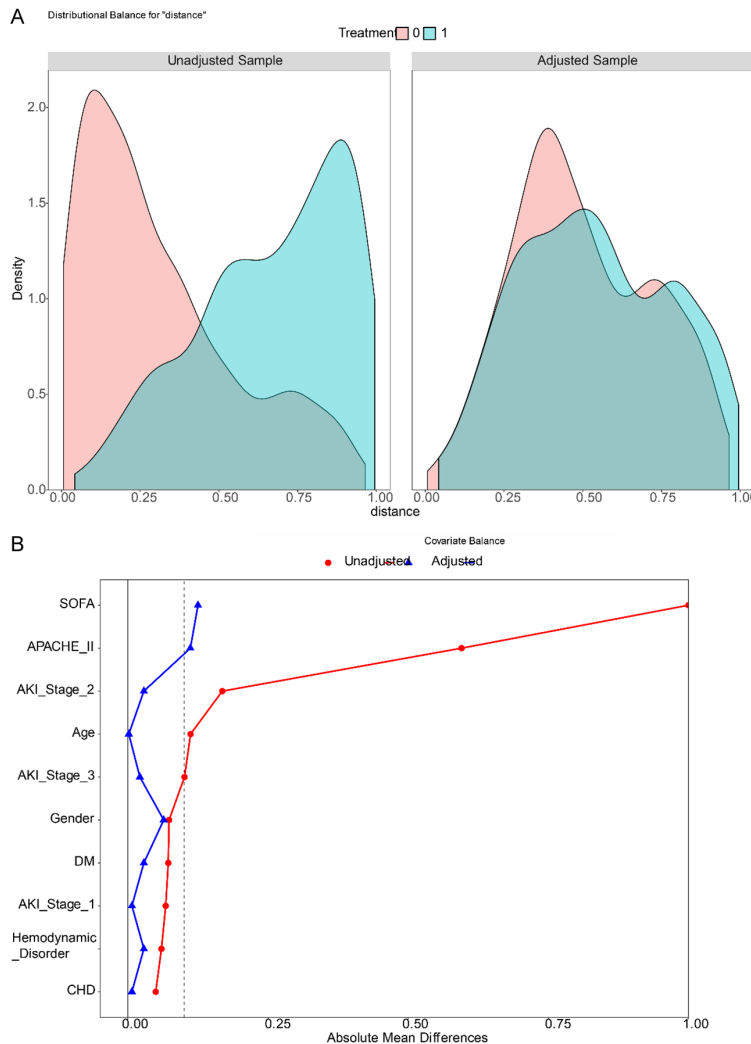 A
Distributional Balance for "distance"
Treatment 0 1
Unadjusted Sample Adjusted Sample
2.0
1.5
1.0
0.5
0.0
Density
0.00 0.25 0.50 0.75 1.00 0.00 0.25 0.50 0.75 1.00
distance
B
Covariate Balance
Unadjusted Adjusted
SOFA
APACHE_II
AKI_Stage_2
Age
AKI_Stage_3
Gender
DM
AKI_Stage_1
Hemodynamic
_Disorder
CHD
0.00 0.25 0.50 0.75 1.00
Absolute Mean Differences